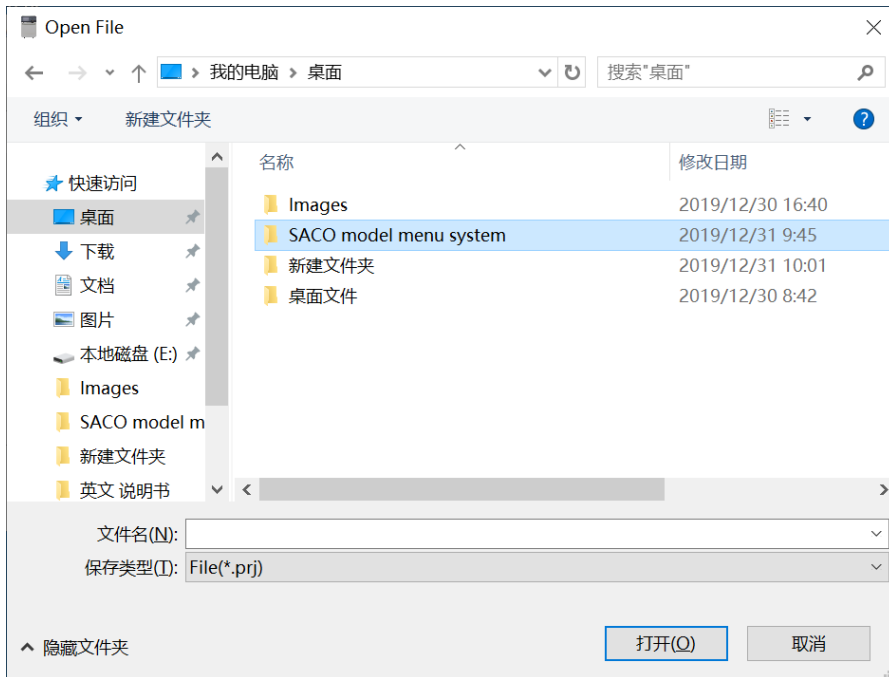 Open File
我的电脑 桌面 搜索"桌面"
组织 新建文件夹
名称 修改日期
快速访问
桌面
下载
文档
图片
本地磁盘 (E:)
Images
SACO model m
新建文件夹
英文 说明书
Images 2019/12/30 16:40
SACO model menu system 2019/12/31 9:45
新建文件夹 2019/12/31 10:01
桌面文件 2019/12/30 8:42
文件名(N):
保存类型(T): File(*.prj)
隐藏文件夹 打开(O) 取消